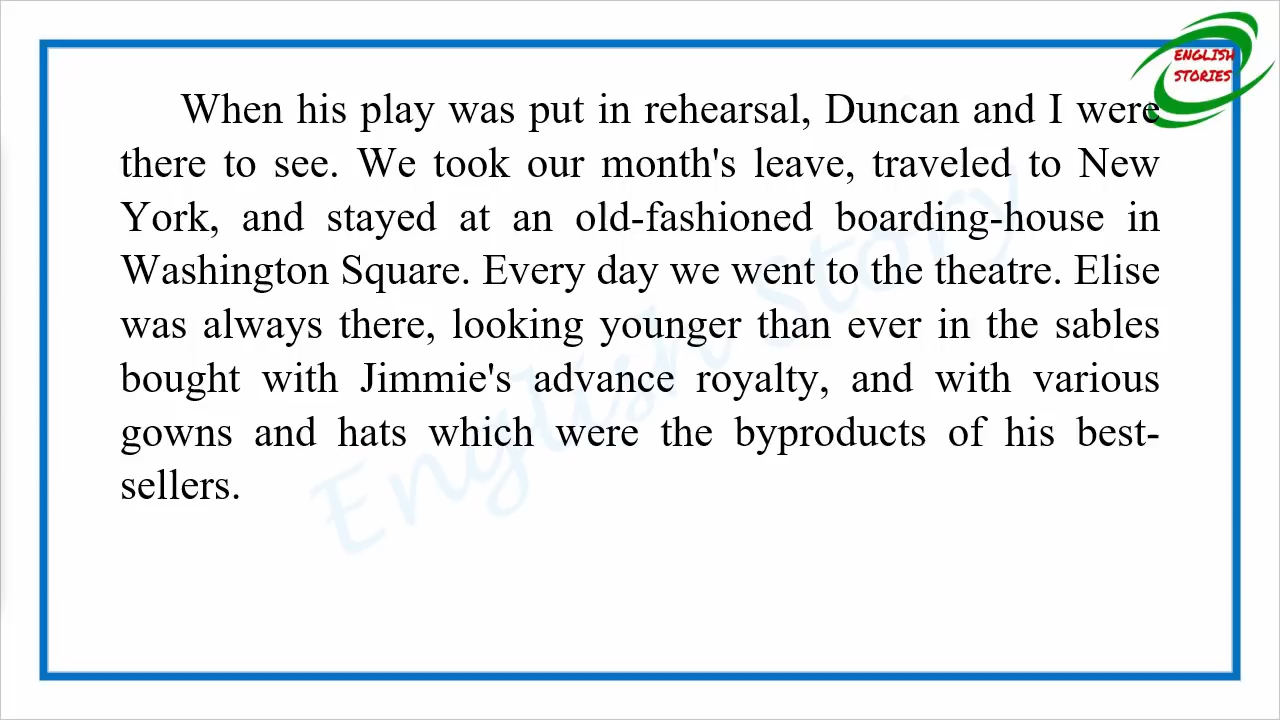 ENGLISH
STORIES
When his play was put in rehearsal, Duncan and I were
there to see. We took our month's leave, traveled to New
York, and stayed at an old-fashioned boarding-house in
Washington Square. Every day we went to the theatre. Elise
was always there, looking younger than ever in the sables
bought with Jimmie's advance royalty, and with various
gowns and hats which were the byproducts of his best-
sellers.
English Story